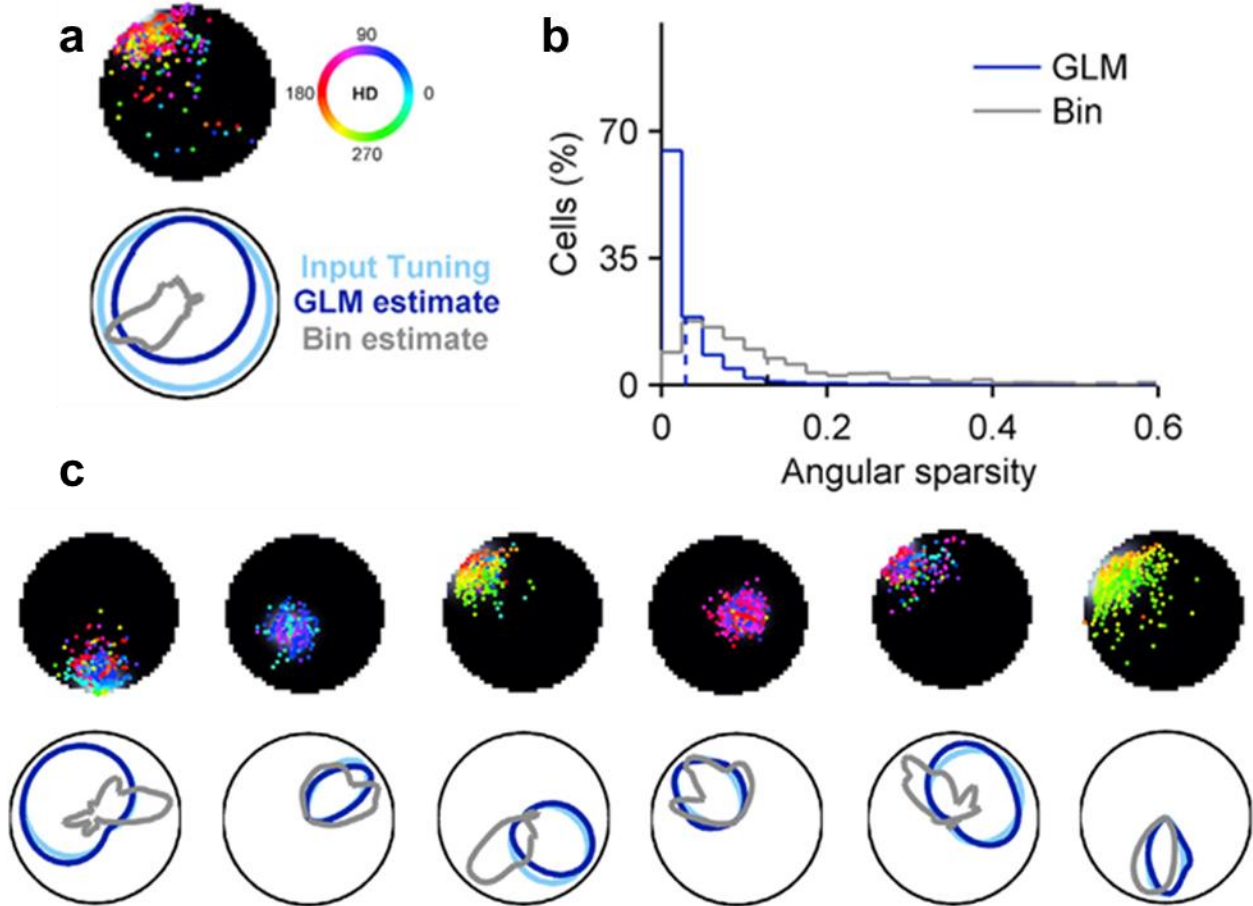 a
90
180
HD
0
270
Input Tuning
GLM estimate
Bin estimate
b
GLM
Bin
Cells (%)
70
35
0
0
0.2
0.4
0.6
Angular sparsity
c